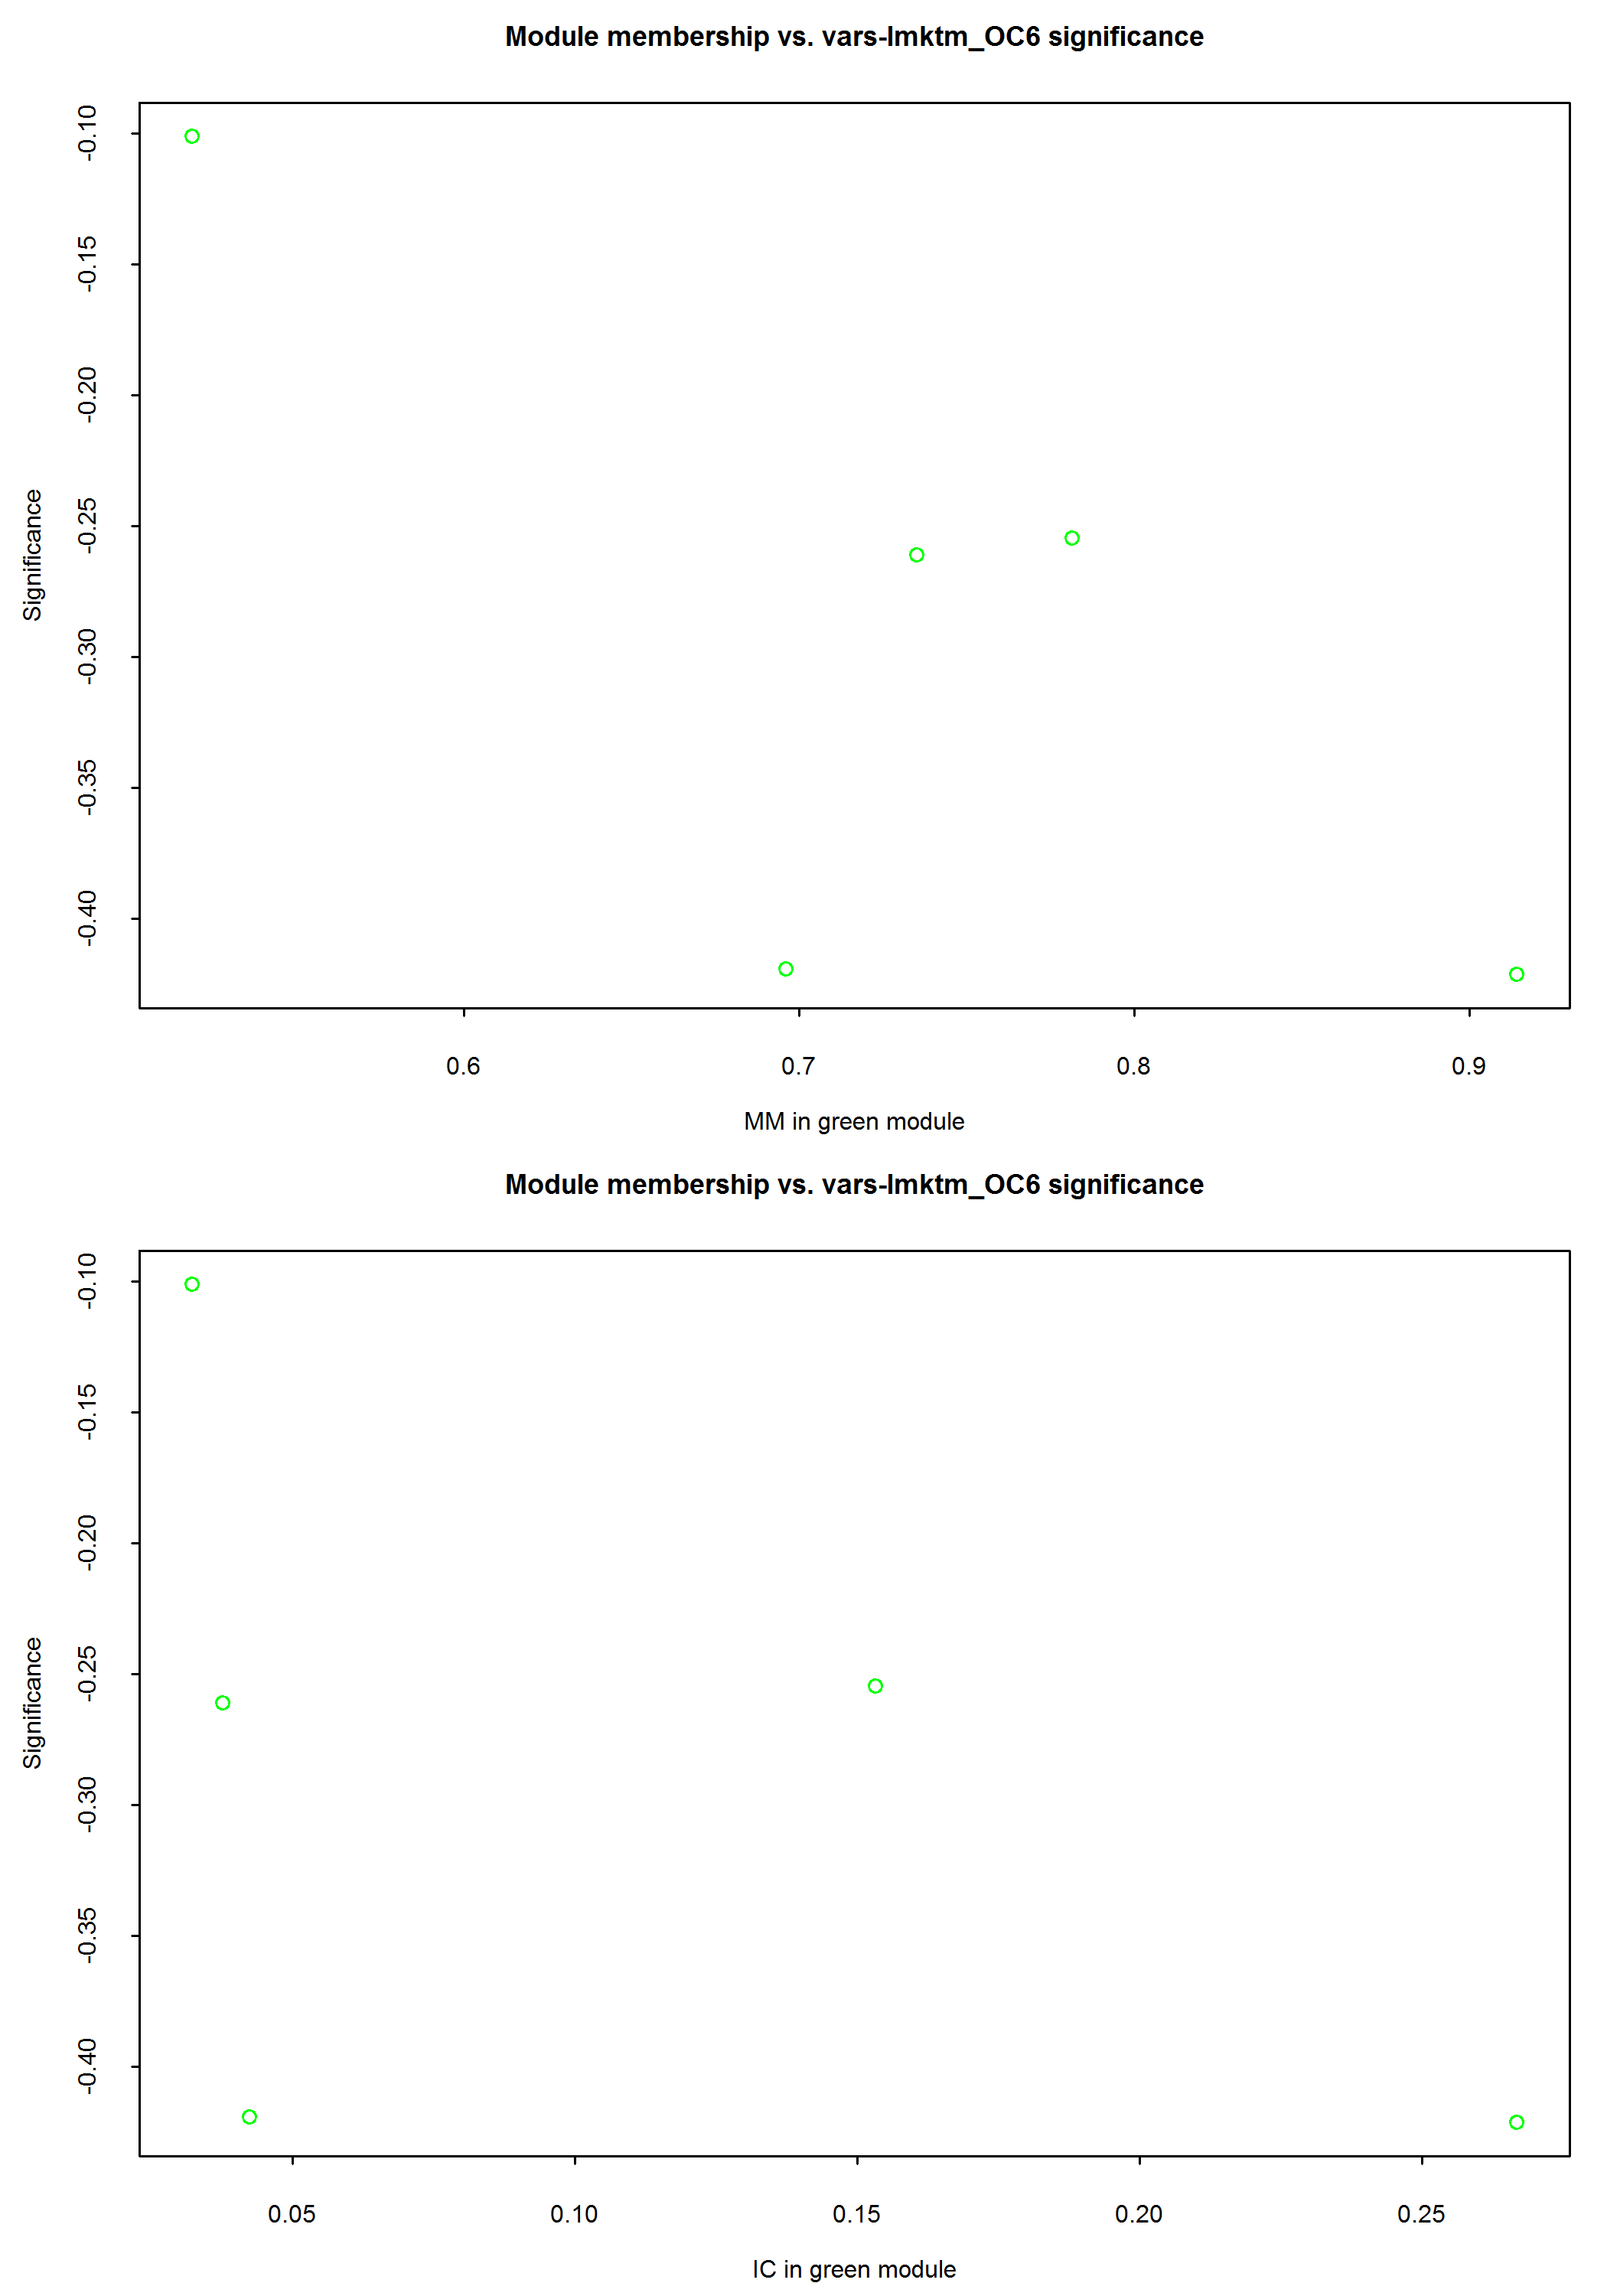 Module membership vs. vars-lmktm_OC6 significance
-0.10
-0.15
-0.20
-0.25
-0.30
-0.35
-0.40
Significance
0.6 0.7 0.8 0.9
MM in green module
Module membership vs. vars-lmktm_OC6 significance
-0.10
-0.15
-0.20
-0.25
-0.30
-0.35
-0.40
Significance
0.05 0.10 0.15 0.20 0.25
IC in green module